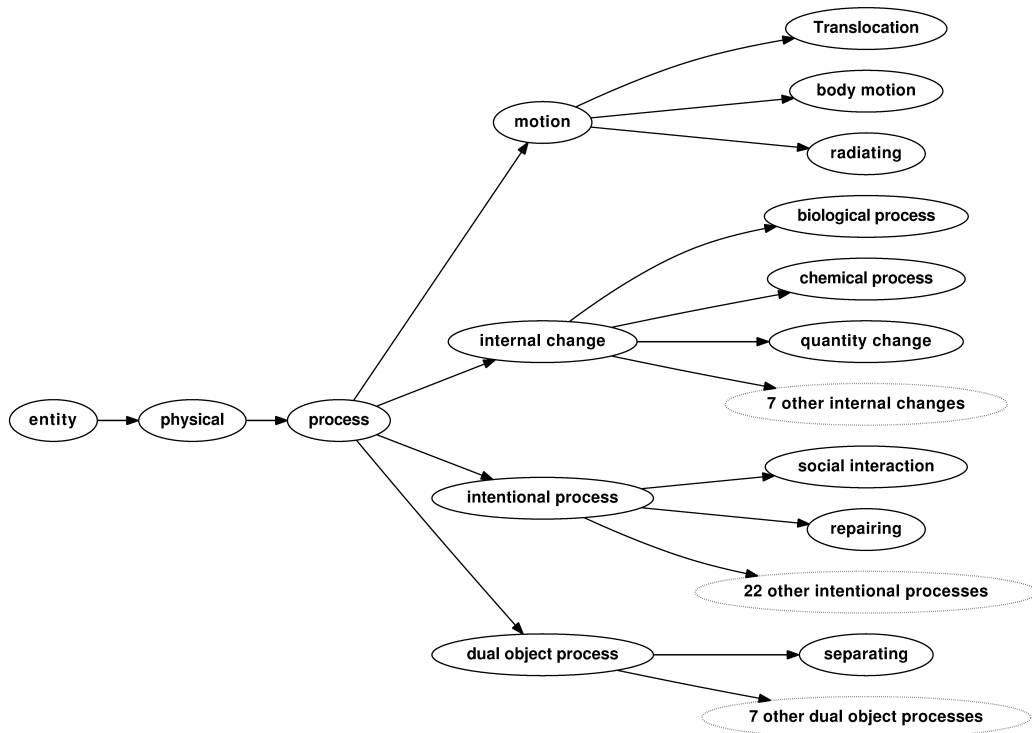 entity
physical
process
motion
Translocation
body motion
radiating
internal change
biological process
chemical process
quantity change
7 other internal changes
intentional process
social interaction
repairing
22 other intentional processes
dual object process
separating
7 other dual object processes